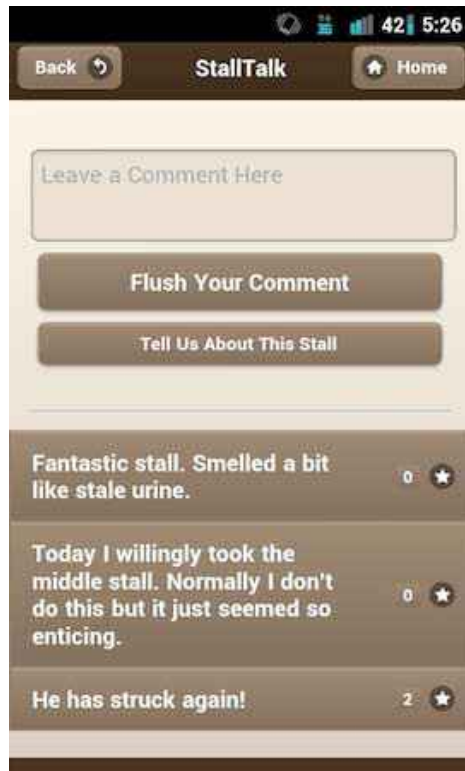 42 5:26
Back StallTalk Home
Leave a Comment Here
Flush Your Comment
Tell Us About This Stall
Fantastic stall. Smelled a bit
like stale urine.
0
Today I willingly took the
middle stall. Normally I don't
do this but it just seemed so
enticing.
0
He has struck again!
2